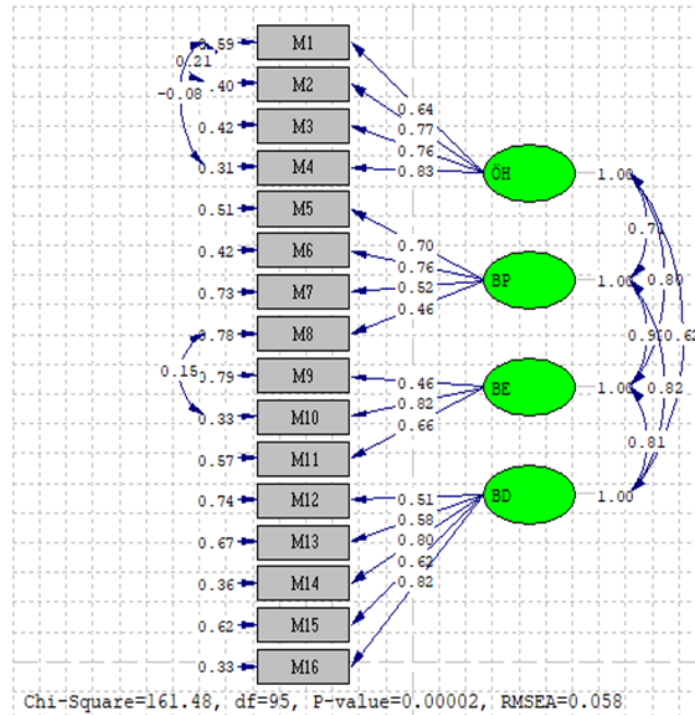 0.59 M1
0.21
.40 M2
-0.08
0.64
0.77
0.42 M3
0.76
0.31 M4
0.83 ÖH 1.00
0.51 M5
0.71
0.70
0.42 M6
0.76
0.73 M7
0.52 BP 1.00 0.80
0.46
0.78 M8
0.62
0.15 0.79 M9
0.46 BE 1.00 0.82
0.33 M10
0.82
0.66
0.81
0.57 M11
0.74 M12
0.51 BD 1.00
0.58
0.67 M13
0.80
0.62
0.36 M14
0.82
0.62 M15
0.33 M16
Chi-Square=161.48, df=95, P-value=0.00002, RMSEA=0.058